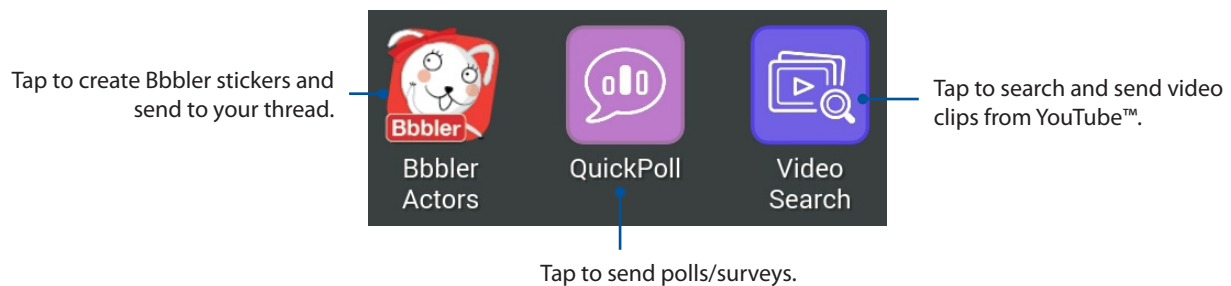 Tap to create Bbbler stickers and
send to your thread.
Bbbler
Bbbler
Actors
QuickPoll
Video
Search
Tap to search and send video
clips from YouTube™.
Tap to send polls/surveys.